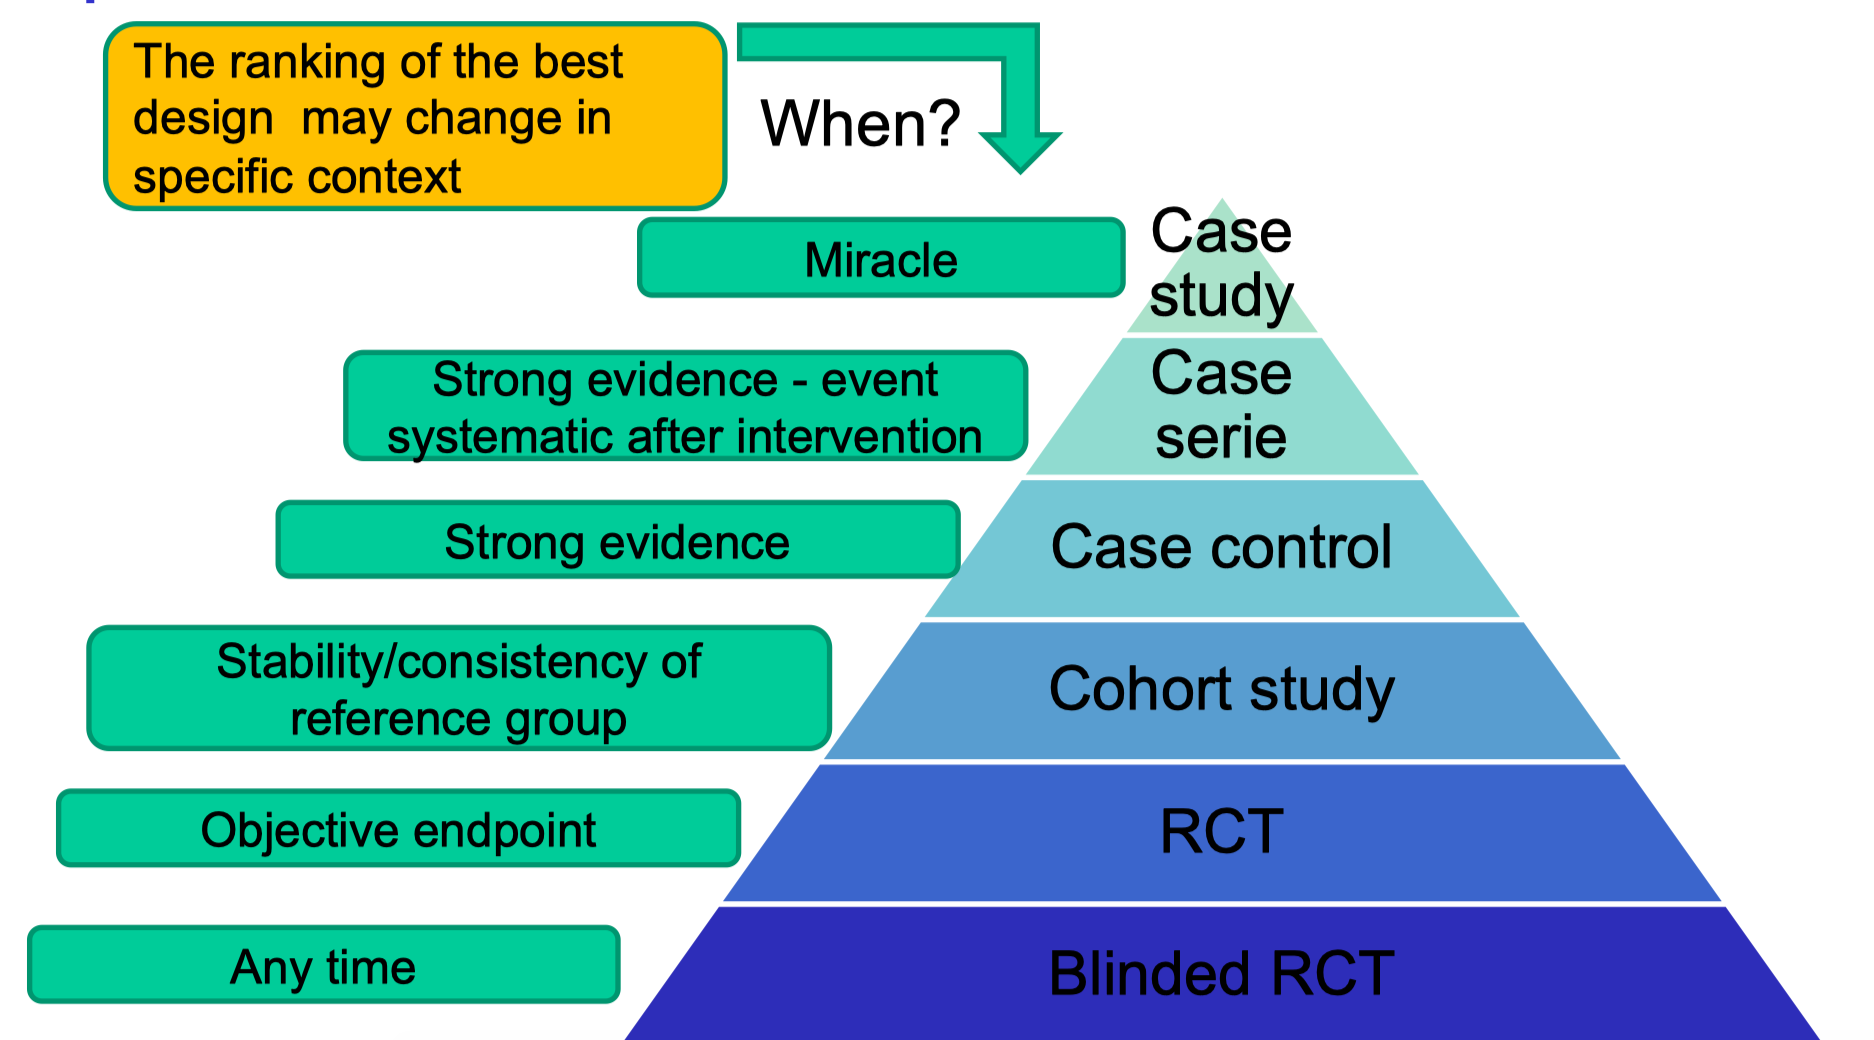 The ranking of the best
design  may change in
specific context
When?
Miracle
Case
study
Strong evidence - event
systematic after intervention
Case
serie
Strong evidence
Case control
Stability/consistency of
reference group
Cohort study
Objective endpoint
RCT
Any time
Blinded RCT